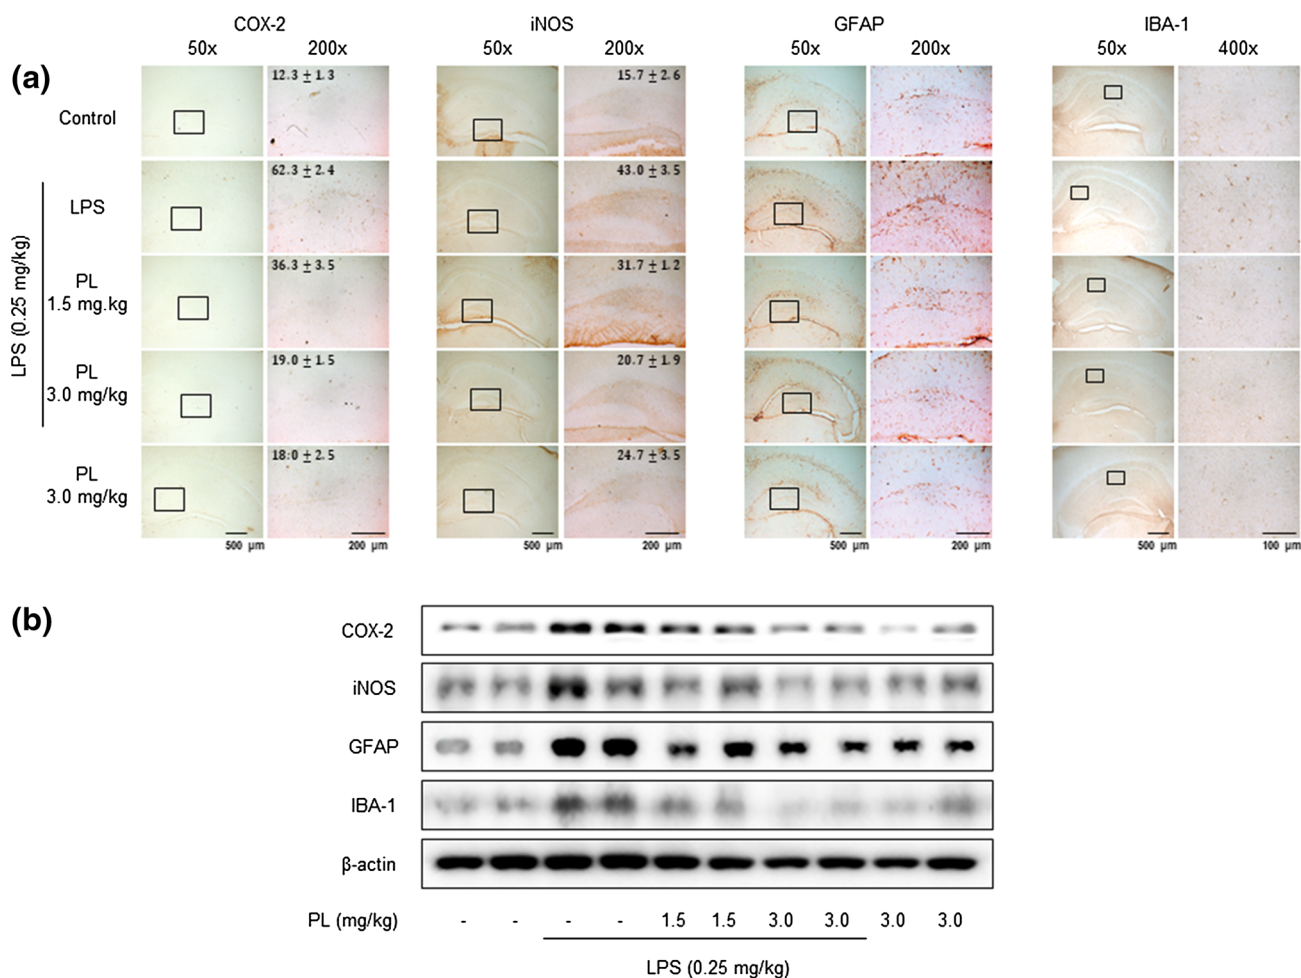 COX-2 iNOS GFAP IBA-1
50x 200x 50x 200x 50x 200x 50x 400x
(a)
Control
12.3 ± 1.3 15.7 ± 2.6
LPS (0.25 mg/kg)
LPS
62.3 ± 2.4 43.0 ± 3.5
PL
1.5 mg.kg
36.3 ± 3.5 31.7 ± 1.2
PL
3.0 mg/kg
19.0 ± 1.5 20.7 ± 1.9
PL
3.0 mg/kg
18:0 ± 2.5 24.7 ± 3.5
500 µm 200 µm 500 µm 200 µm 500 µm 200 µm 500 µm 100 µm
(b)
COX-2
iNOS
GFAP
IBA-1
β-actin
PL (mg/kg) - - - - 1.5 1.5 3.0 3.0 3.0 3.0
LPS (0.25 mg/kg)